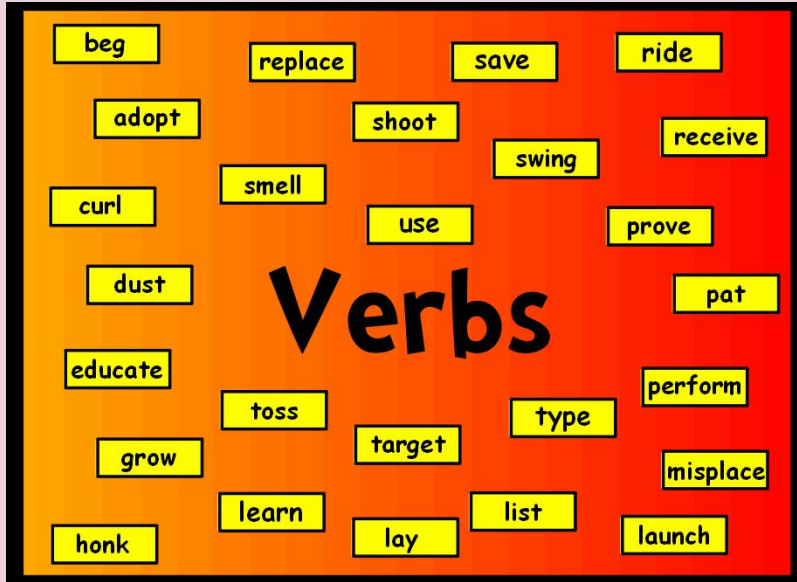 beg
replace
save
ride
adopt
shoot
receive
swing
smell
curl
use
prove
dust
Verbs
pat
educate
perform
toss
type
target
grow
misplace
learn
list
launch
lay
honk